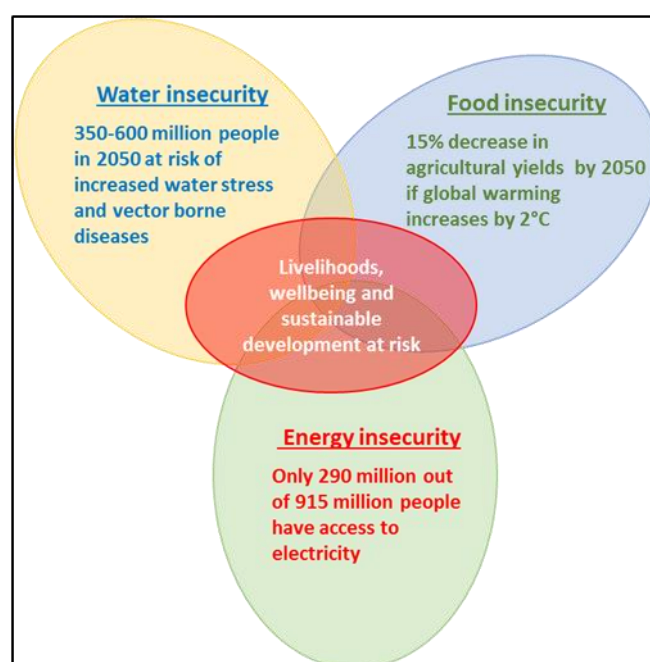 Water insecurity
350-600 million people
in 2050 at risk of
increased water stress
and vector borne
diseases
Food insecurity
15% decrease in
agricultural yields by 2050
if global warming
increases by 2°C
Livelihoods,
wellbeing and
sustainable
development at risk
Energy insecurity
Only 290 million out
of 915 million people
have access to
electricity